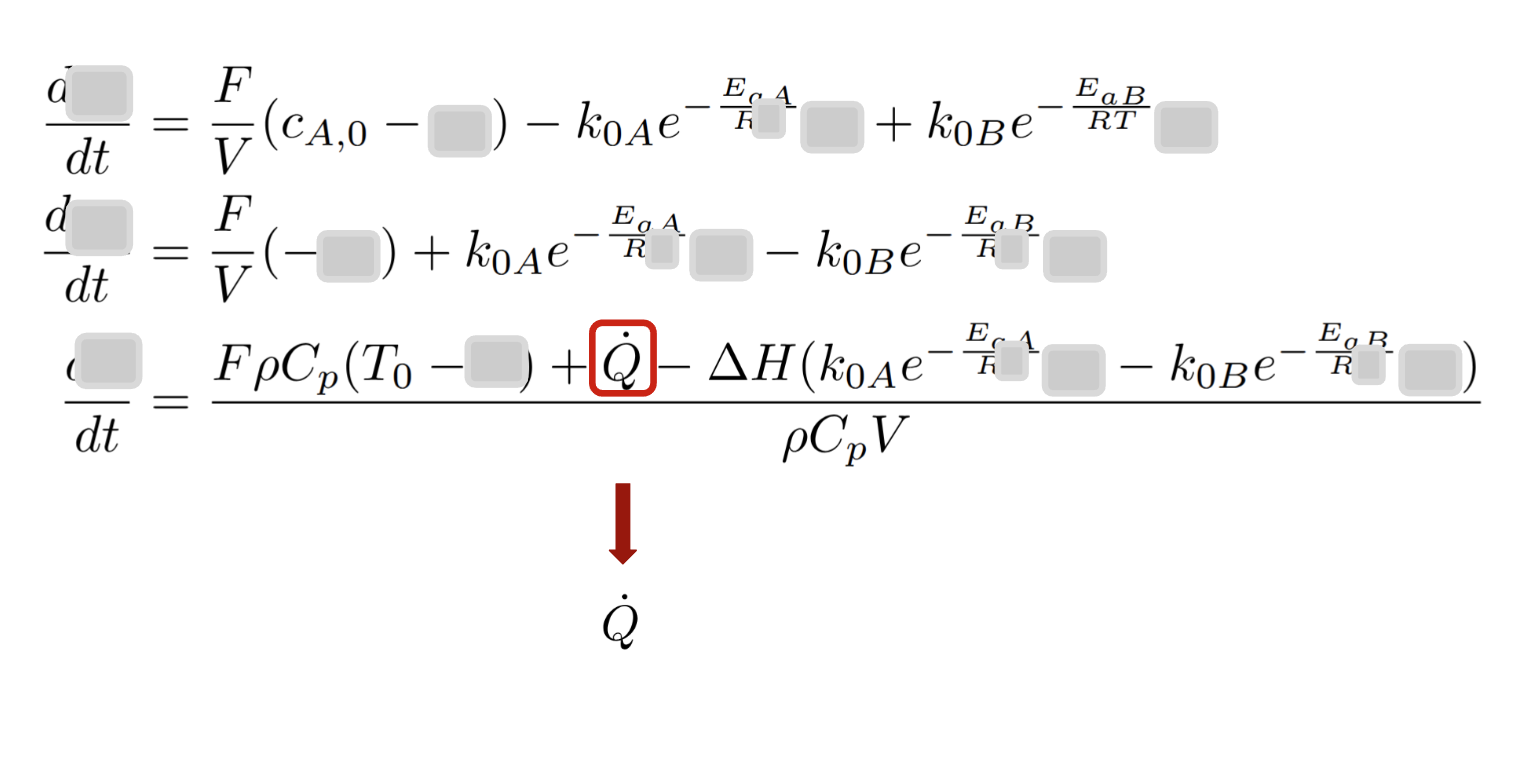 d/dt = F/V (c_{A,0} − ) − k_{0A} e^{−E_{aA}/R} + k_{0B} e^{−E_{aB}/RT}
d/dt = F/V (− ) + k_{0A} e^{−E_{aA}/R} − k_{0B} e^{−E_{aB}/R}
d/dt = (FρC_p(T_0 − ) + Q̇ − ΔH(k_{0A} e^{−E_{aA}/R} − k_{0B} e^{−E_{aB}/R} ))/(ρC_pV)
Q̇